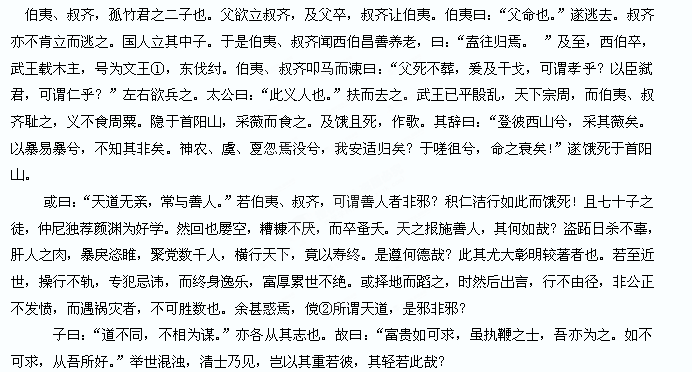 伯夷、叔齐，孤竹君之二子也。父欲立叔齐，及父卒，叔齐让伯夷。伯夷曰：“父命也。”遂逃去。叔齐
亦不肯立而逃之。国人立其中子。于是伯夷、叔齐闻西伯昌善养老，曰：“盍往归焉。 ”及至，西伯卒，
武王载木主，号为文王①，东伐纣。伯夷、叔齐叩马而谏曰：“父死不葬，爰及干戈，可谓孝乎？以臣弑
君，可谓仁乎？”左右欲兵之。太公曰：“此义人也。”扶而去之。武王已平殷乱，天下宗周，而伯夷、叔
齐耻之，义不食周粟。隐于首阳山，采薇而食之。及饿且死，作歌。其辞曰：“登彼西山兮，采其薇矣。
以暴易暴兮，不知其非矣。神农、虞、夏忽焉没兮，我安适归矣？于嗟徂兮，命之衰矣！”遂饿死于首阳
山。
或曰：“天道无亲，常与善人。”若伯夷、叔齐，可谓善人者非邪？积仁洁行如此而饿死！且七十子之
徒，仲尼独荐颜渊为好学。然回也屡空，糟糠不厌，而卒蚤夭。天之报施善人，其何如哉？盗跖日杀不辜，
肝人之肉，暴戾恣睢，聚党数千人，横行天下，竟以寿终。是遵何德哉？此其尤大彰明较著者也。若至近
世，操行不轨，专犯忌讳，而终身逸乐，富厚累世不绝。或择地而蹈之，时然后出言，行不由径，非公正
不发愤，而遇祸灾者，不可胜数也。余甚惑焉，傥②所谓天道，是邪非邪？
子曰：“道不同，不相为谋。”亦各从其志也。故曰：“富贵如可求，虽执鞭之士，吾亦为之。如不
可求，从吾所好。”举世混浊，清士乃见，岂以其重若彼，其轻若此哉？